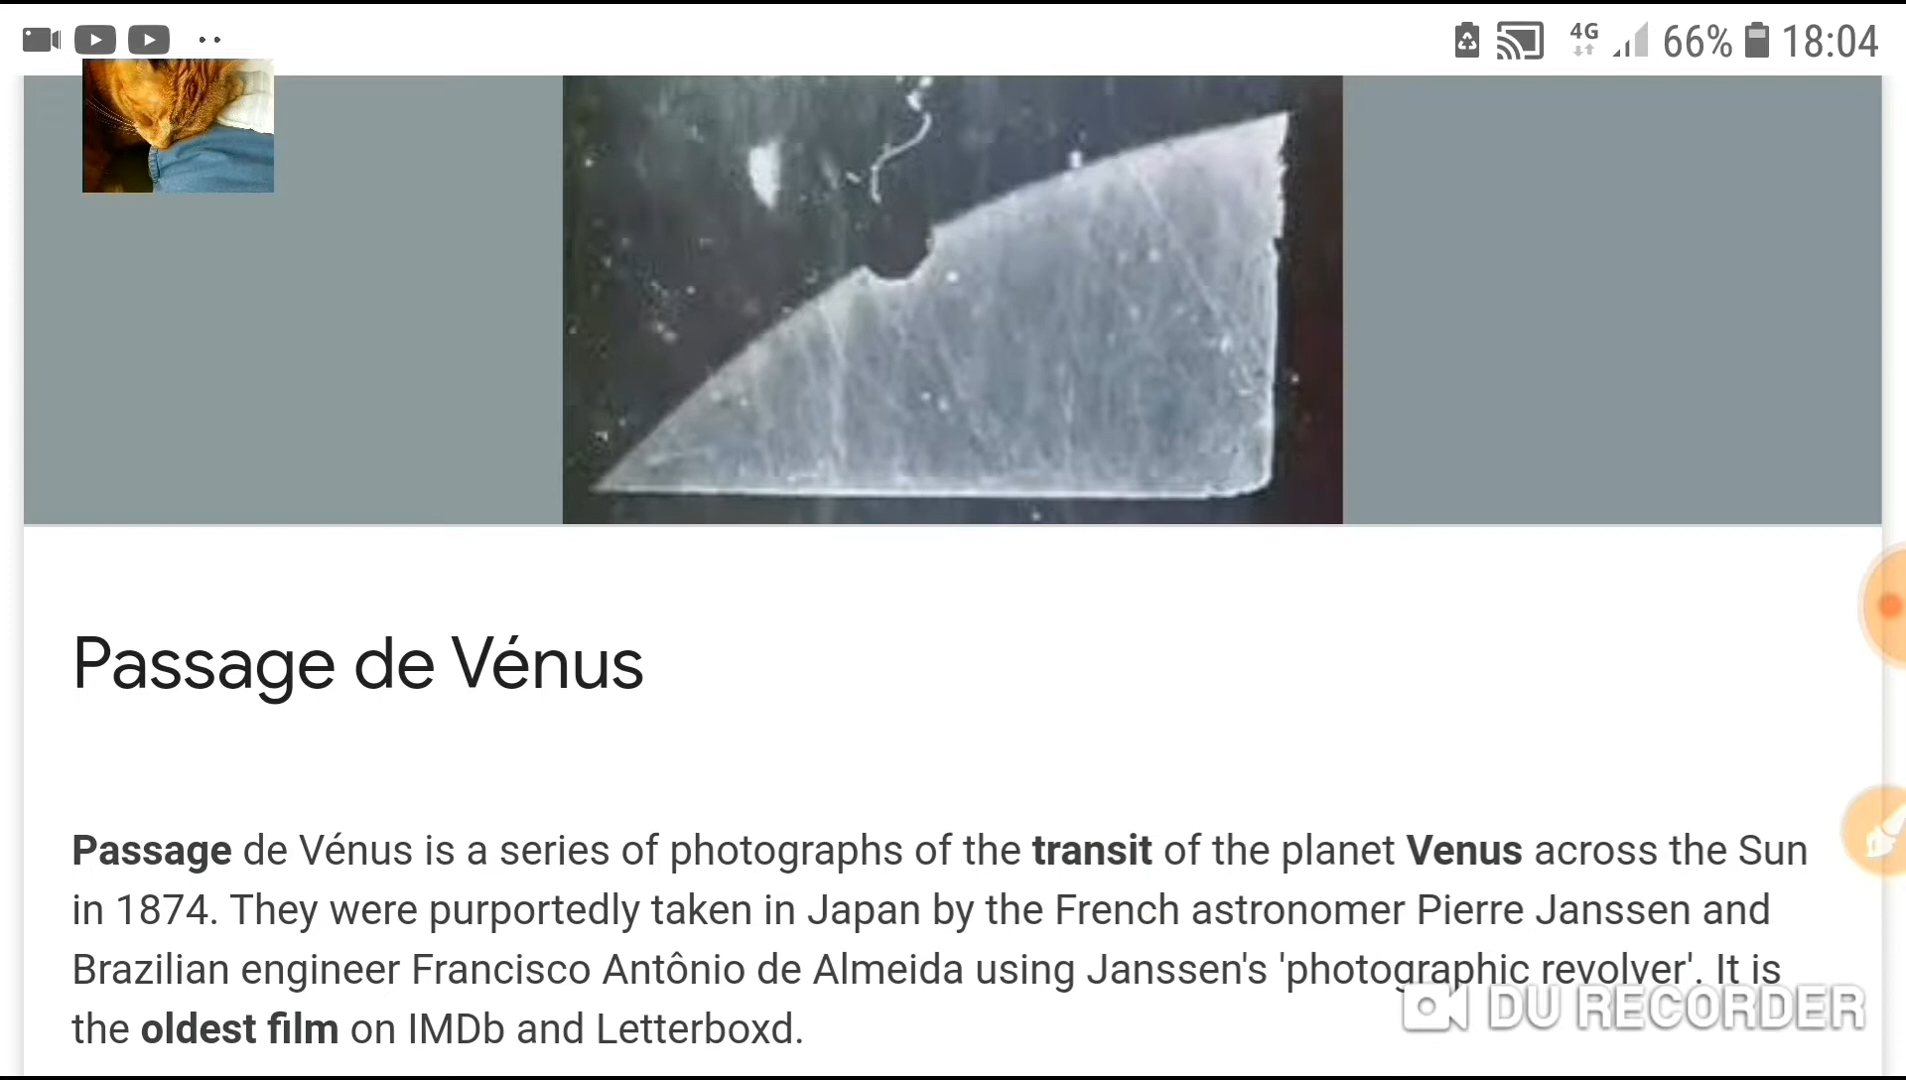 4G 66% 18:04
Passage de Vénus
Passage de Vénus is a series of photographs of the transit of the planet Venus across the Sun
in 1874. They were purportedly taken in Japan by the French astronomer Pierre Janssen and
Brazilian engineer Francisco Antônio de Almeida using Janssen's 'photographic revolver'. It is
the oldest film on IMDb and Letterboxd.
DU RECORDER